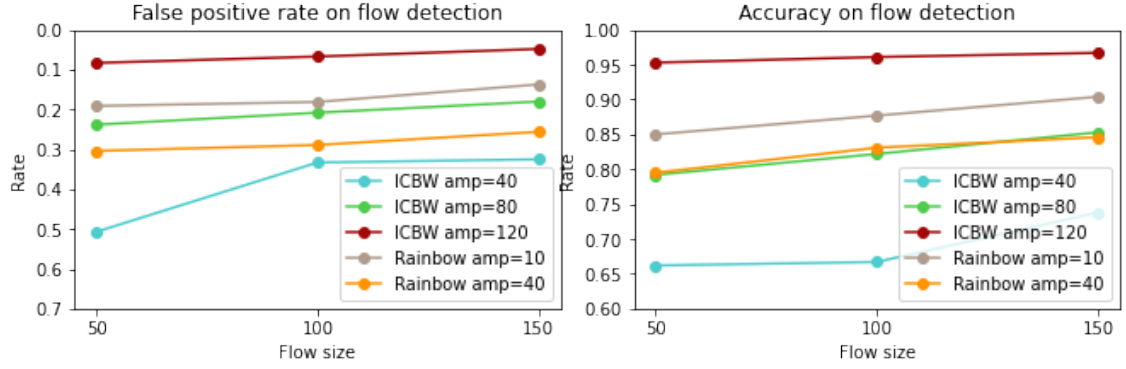 False positive rate on flow detection
0.0
0.1
0.2
0.3
0.4
0.5
0.6
0.7
Rate
50
100
150
Flow size
ICBW amp=40
ICBW amp=80
ICBW amp=120
Rainbow amp=10
Rainbow amp=40
Accuracy on flow detection
1.00
0.95
0.90
0.85
0.80
0.75
0.70
0.65
0.60
Rate
50
100
150
Flow size
ICBW amp=40
ICBW amp=80
ICBW amp=120
Rainbow amp=10
Rainbow amp=40